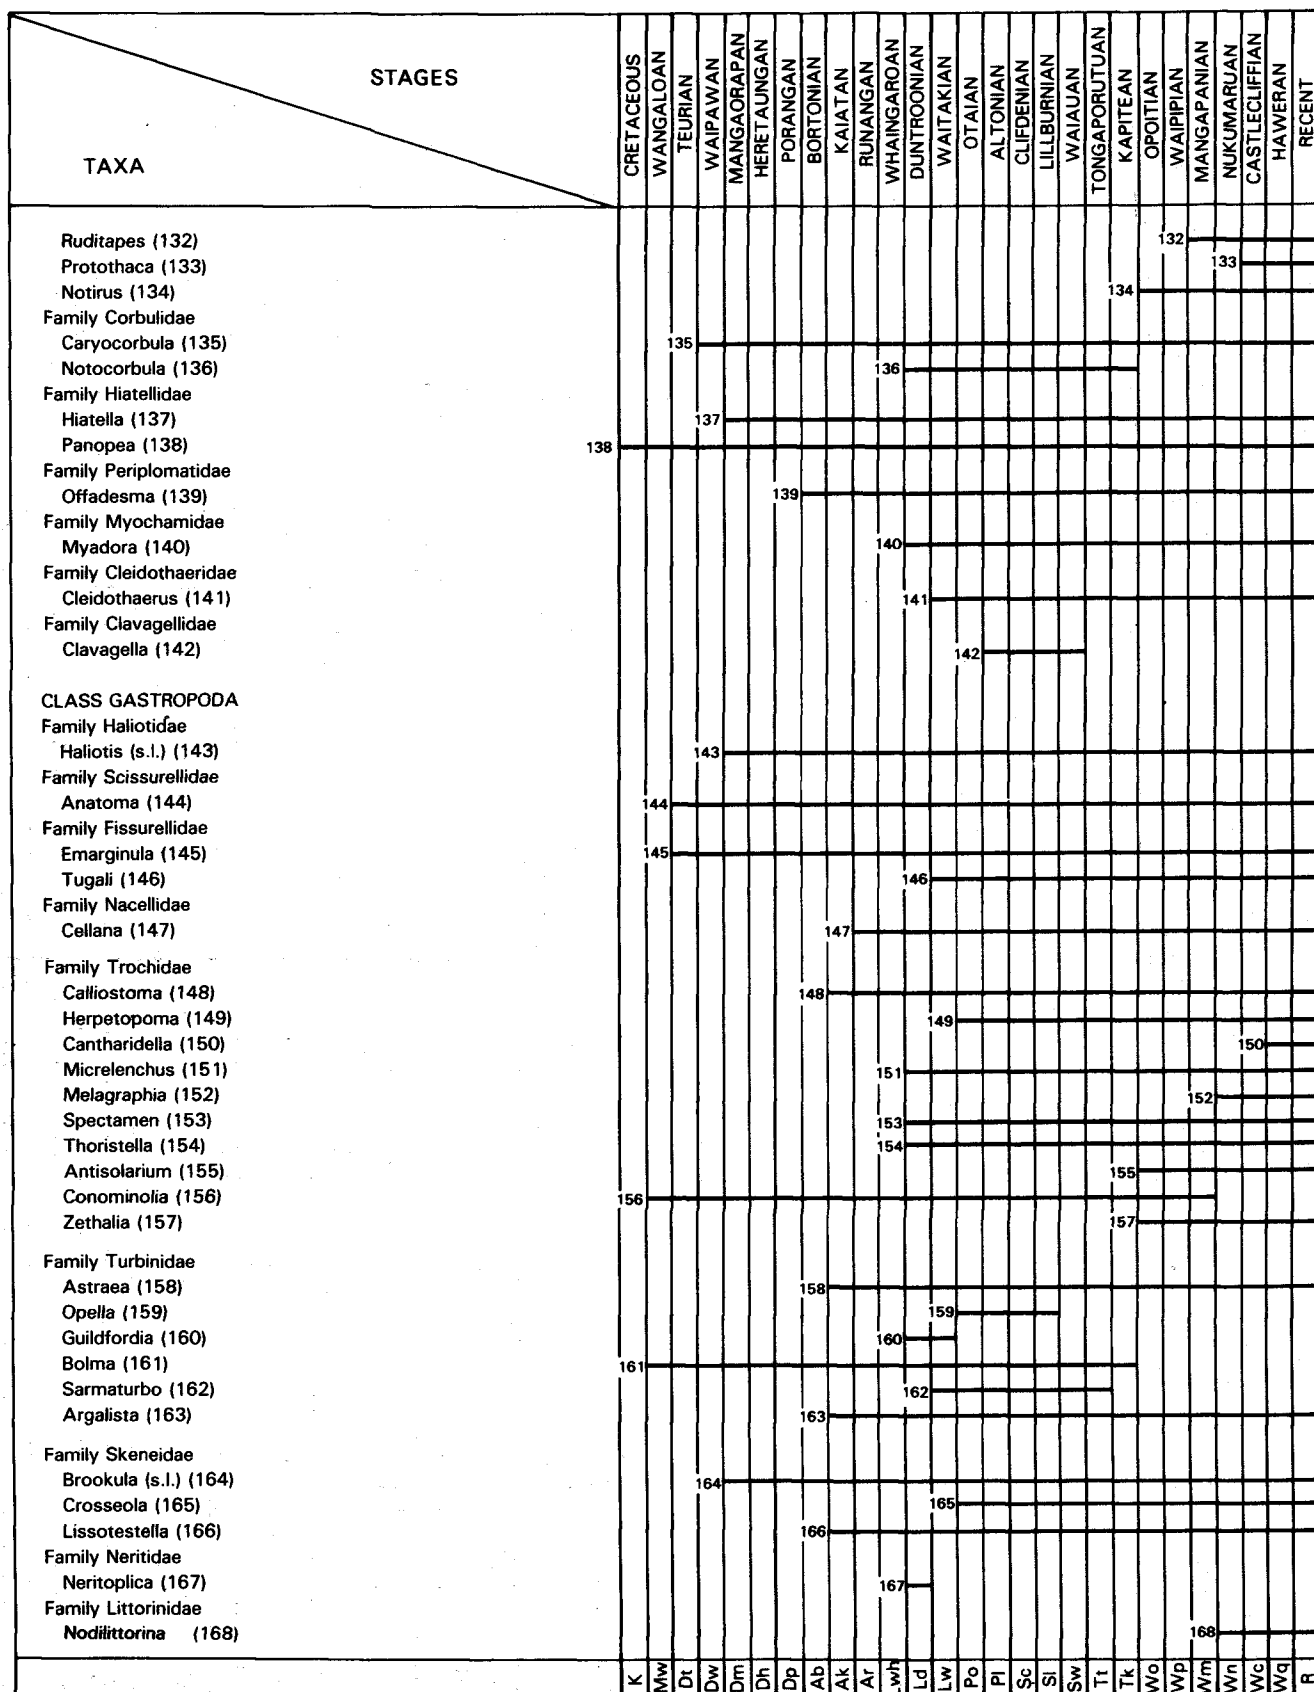 STAGES
TAXA
CRETACEOUS
WANGALOAN
TEURIAN
WAIPAWAN
MANGAORAPAN
HERETAUNGAN
PORANGAN
BORTONIAN
KAIATAN
RUNANGAN
WHAINGAROAN
DUNTROONIAN
WAITAKIAN
OTAIAN
ALTONIAN
CLIFDENIAN
LILLBURNIAN
WAIAUAN
TONGAPORUTUAN
KAPITEAN
OPOITIAN
WAIPIPIAN
MANGAPANIAN
NUKUMARUAN
CASTLECLIFFIAN
HAWERAN
RECENT
Ruditapes (132) 132
Protothaca (133) 133
Notirus (134) 134
Family Corbulidae
Caryocorbula (135) 135
Notocorbula (136) 136
Family Hiatellidae
Hiatella (137) 137
Panopea (138) 138
Family Periplomatidae
Offadesma (139) 139
Family Myochamidae
Myadora (140) 140
Family Cleidothaeridae
Cleidothaerus (141) 141
Family Clavagellidae
Clavagella (142) 142
CLASS GASTROPODA
Family Haliotidae
Haliotis (s.l.) (143) 143
Family Scissurellidae
Anatoma (144) 144
Family Fissurellidae
Emarginula (145) 145
Tugali (146) 146
Family Nacellidae
Cellana (147) 147
Family Trochidae
Calliostoma (148) 148
Herpetopoma (149) 149
Cantharidella (150) 150
Micrelenchus (151) 151
Melagraphia (152) 152
Spectamen (153) 153
Thoristella (154) 154
Antisolarium (155) 155
Conominolia (156) 156
Zethalia (157) 157
Family Turbinidae
Astraea (158) 158
Opella (159) 159
Guildfordia (160) 160
Bolma (161) 161
Sarmaturbo (162) 162
Argalista (163) 163
Family Skeneidae
Brookula (s.l.) (164) 164
Crosseola (165) 165
Lissotestella (166) 166
Family Neritidae
Neritoplica (167) 167
Family Littorinidae
Nodilittorina (168) 168
K Mw Dt Dw Dm Dh Dp Ab Ak Ar Lwh Ld Lw Po Pl Sc Sl Sw Tt Tk Wo Wp Wm Wn Wc Wq R